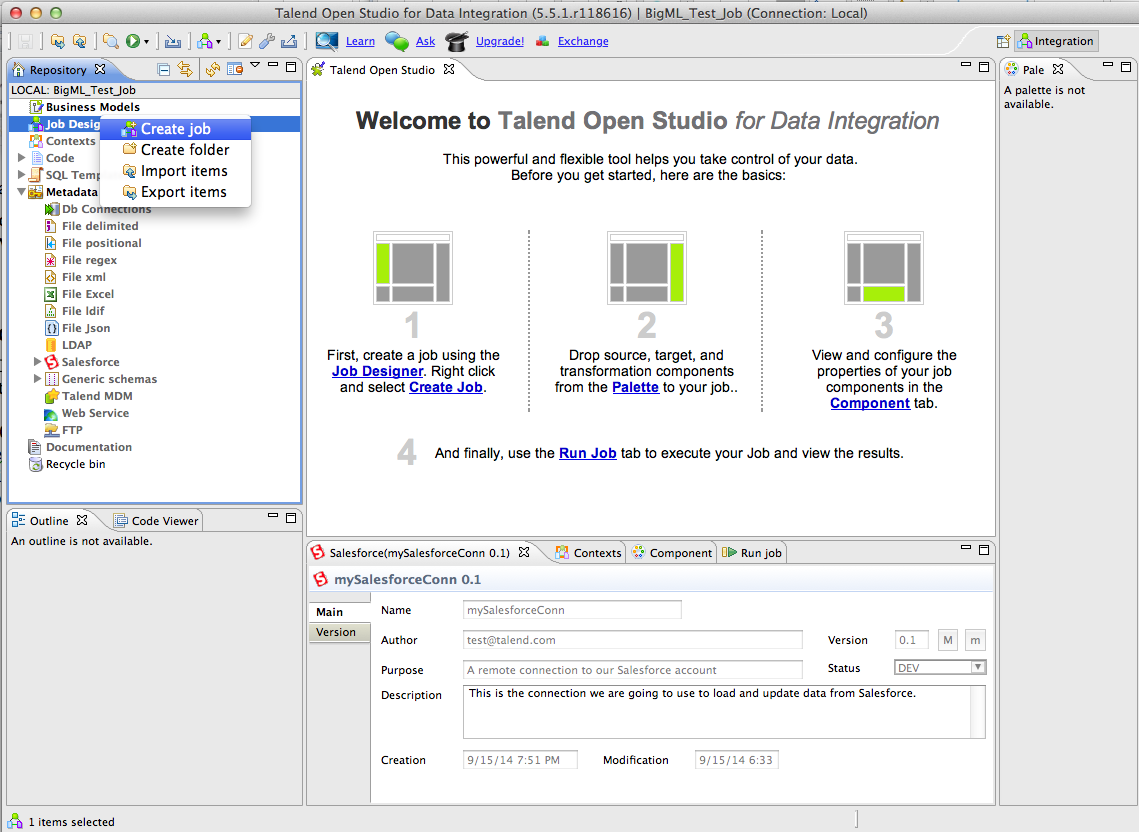 Talend Open Studio for Data Integration (5.5.1.r118616) | BigML_Test_Job (Connection: Local)
Learn Ask Upgrade! Exchange Integration
Repository
LOCAL: BigML_Test_Job
Business Models
Job Desig
Contexts
Code
SQL Temp
Metadata
Db Connections
File delimited
File positional
File regex
File xml
File Excel
File ldif
File Json
LDAP
Salesforce
Generic schemas
Talend MDM
Web Service
FTP
Documentation
Recycle bin
Create job
Create folder
Import items
Export items
Talend Open Studio
Welcome to Talend Open Studio for Data Integration
This powerful and flexible tool helps you take control of your data.
Before you get started, here are the basics:
1
First, create a job using the
Job Designer. Right click
and select Create Job.
2
Drop source, target, and
transformation components
from the Palette to your job..
3
View and configure the
properties of your job
components in the
Component tab.
4 And finally, use the Run Job tab to execute your Job and view the results.
Pale
A palette is not
available.
Outline Code Viewer
An outline is not available.
Salesforce(mySalesforceConn 0.1) Contexts Component Run job
mySalesforceConn 0.1
Main
Version
Name mySalesforceConn
Author test@talend.com Version 0.1 M m
Purpose A remote connection to our Salesforce account Status DEV
Description This is the connection we are going to use to load and update data from Salesforce.
Creation 9/15/14 7:51 PM Modification 9/15/14 6:33
1 items selected